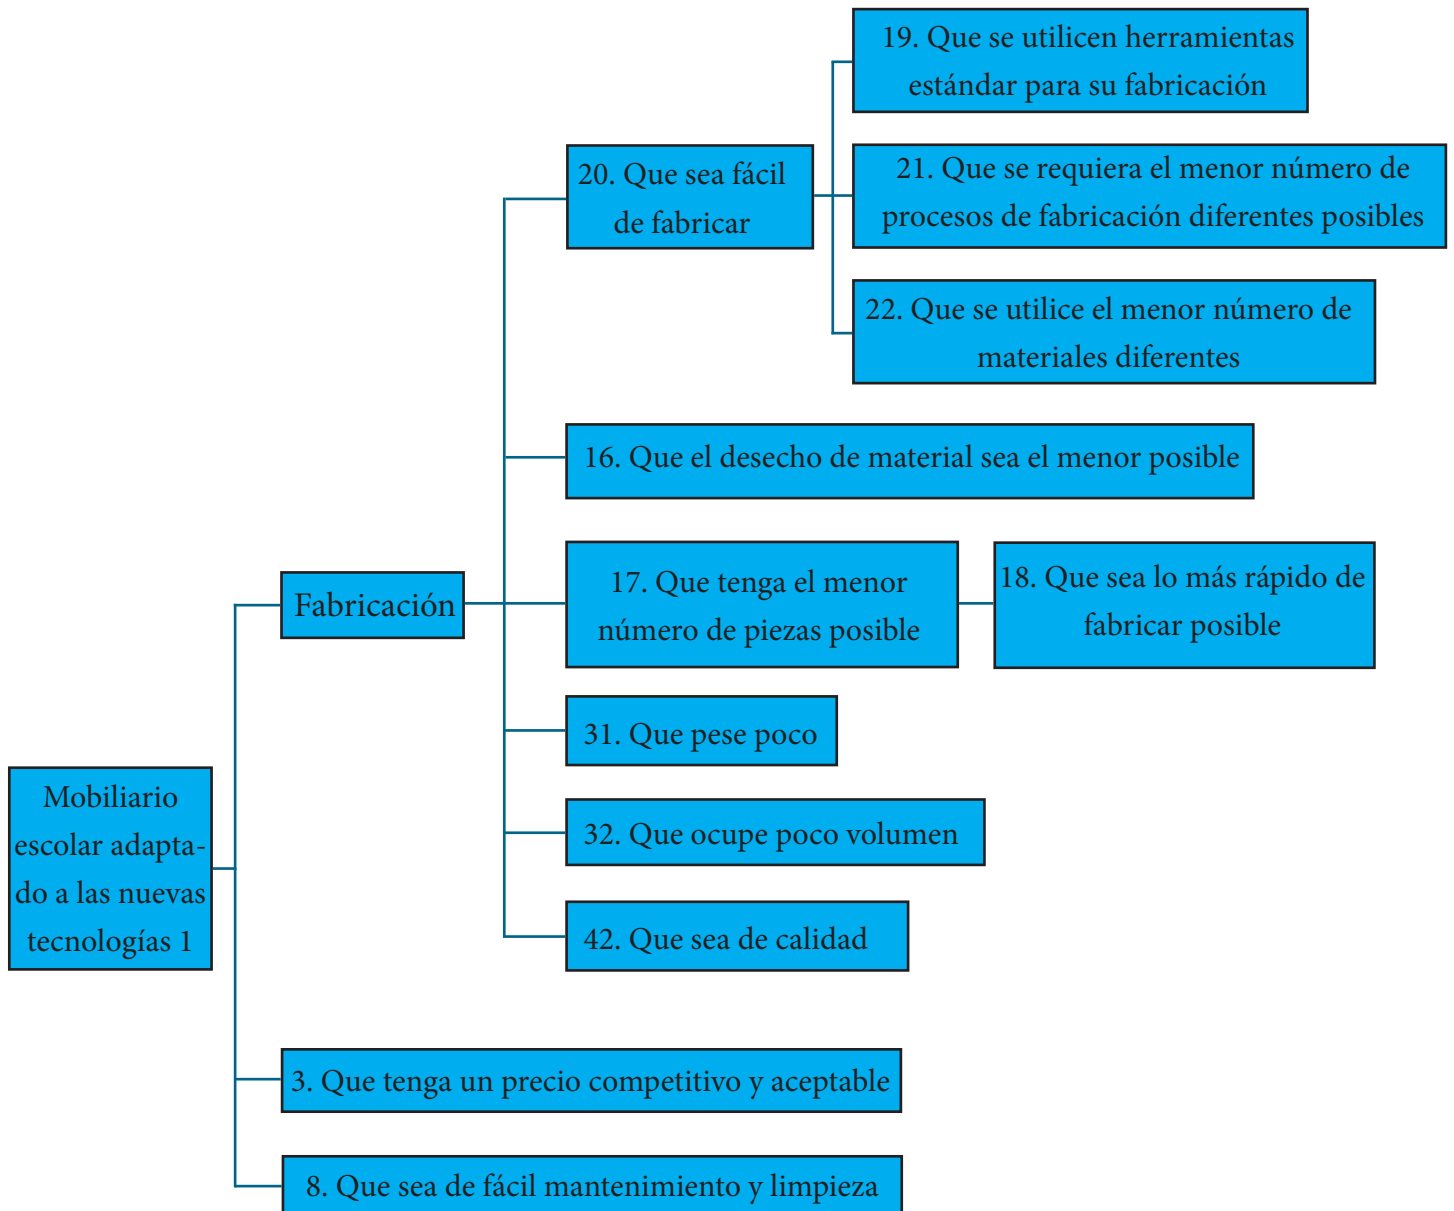 19. Que se utilicen herramientas
estándar para su fabricación
20. Que sea fácil
de fabricar
21. Que se requiera el menor número de
procesos de fabricación diferentes posibles
22. Que se utilice el menor número de
materiales diferentes
16. Que el desecho de material sea el menor posible
Fabricación
17. Que tenga el menor
número de piezas posible
18. Que sea lo más rápido de
fabricar posible
31. Que pese poco
Mobiliario
escolar adapta-
do a las nuevas
tecnologías 1
32. Que ocupe poco volumen
42. Que sea de calidad
3. Que tenga un precio competitivo y aceptable
8. Que sea de fácil mantenimiento y limpieza